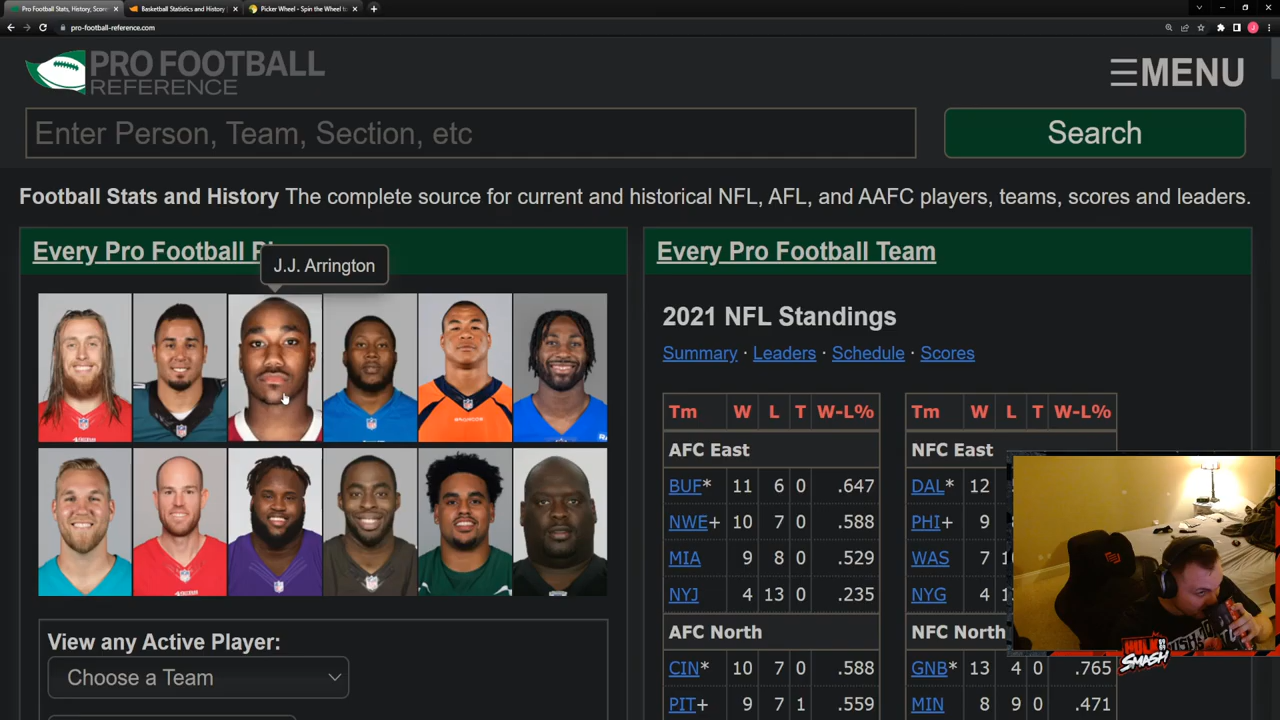 Pro Football Stats, History, Score
Basketball Statistics and History
Picker Wheel - Spin the Wheel to
pro-football-reference.com
J
PRO FOOTBALL
REFERENCE
MENU
Enter Person, Team, Section, etc
Search
Football Stats and History The complete source for current and historical NFL, AFL, and AAFC players, teams, scores and leaders.
Every Pro Football
J.J. Arrington
Every Pro Football Team
2021 NFL Standings
Summary · Leaders · Schedule · Scores
Tm W L T W-L%
AFC East
BUF* 11 6 0 .647
NWE+ 10 7 0 .588
MIA 9 8 0 .529
NYJ 4 13 0 .235
AFC North
CIN* 10 7 0 .588
PIT+ 9 7 1 .559
Tm W L T W-L%
NFC East
DAL* 12
PHI+ 9
WAS 7
NYG 4
NFC North
GNB* 13 4 0 .765
MIN 8 9 0 .471
View any Active Player:
Choose a Team
HULK
SMASH